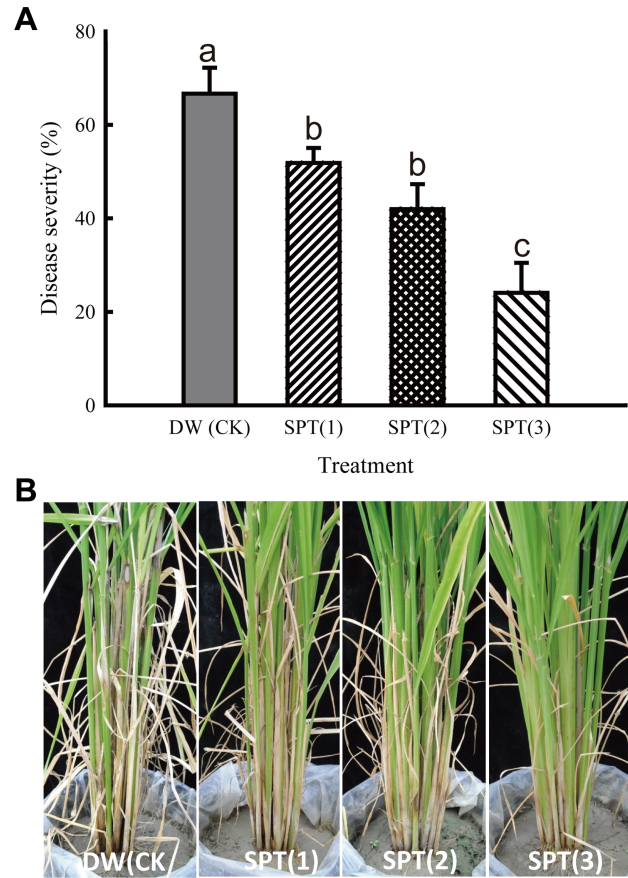 A
80
60
40
20
0
Disease severity (%)
a
b
b
c
DW (CK)
SPT(1)
SPT(2)
SPT(3)
Treatment
B
DW(CK
SPT(1)
SPT(2)
SPT(3)